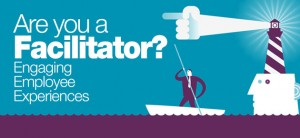 Are you a
Facilitator?
Engaging
Employee
Experiences